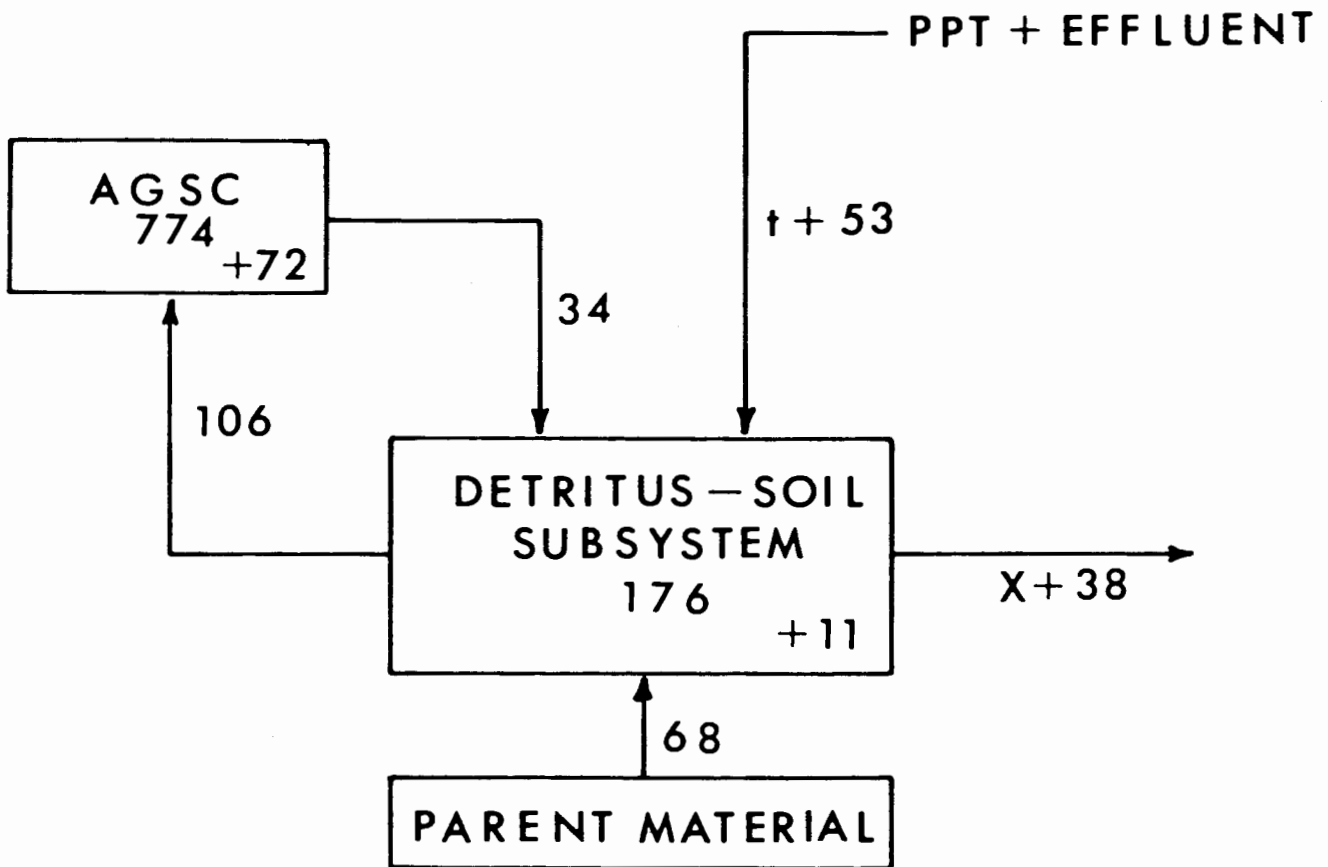 PPT + EFFLUENT
AGSC
774
+72
t + 53
34
106
DETRITUS – SOIL
SUBSYSTEM
176
+11
X + 38
68
PARENT MATERIAL